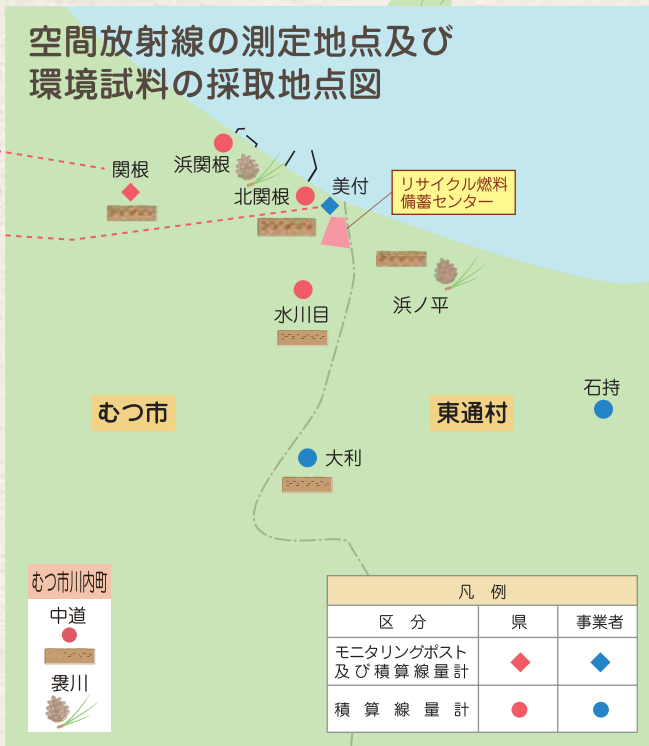 空間放射線の測定地点及び
環境試料の採取地点図
関根
浜関根
北関根
美付
リサイクル燃料
備蓄センター
浜ノ平
水川目
石持
むつ市
東通村
大利
むつ市川内町
中道
袰川
凡 例
区 分 県 事業者
モニタリングポスト
及び積算線量計
積算線量計